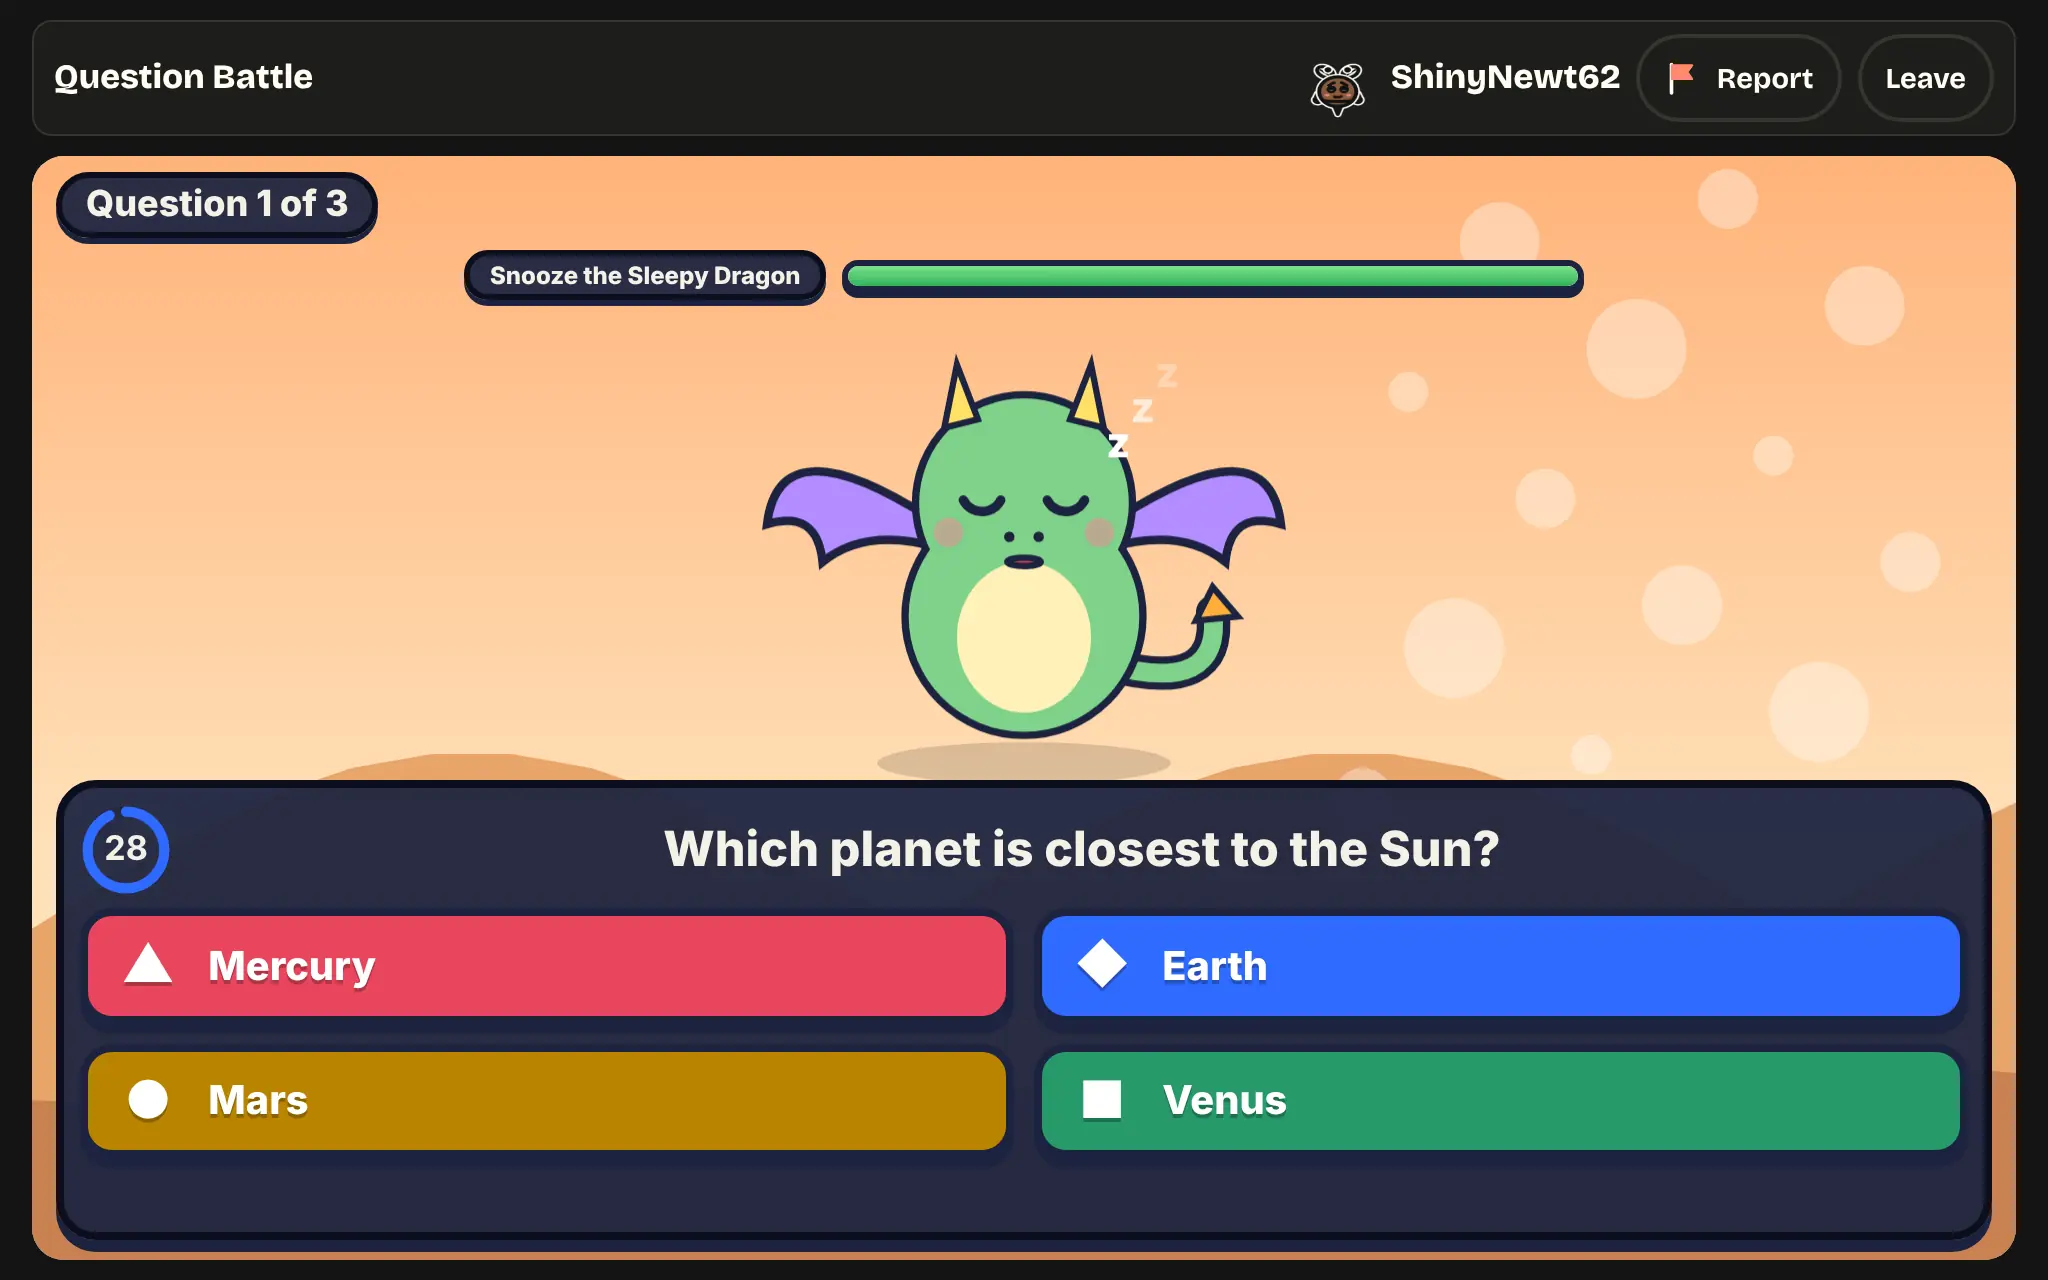 Question Battle
ShinyNewt62
Report
Leave
Question 1 of 3
Snooze the Sleepy Dragon
z
z
z
28
Which planet is closest to the Sun?
Mercury
Earth
Mars
Venus